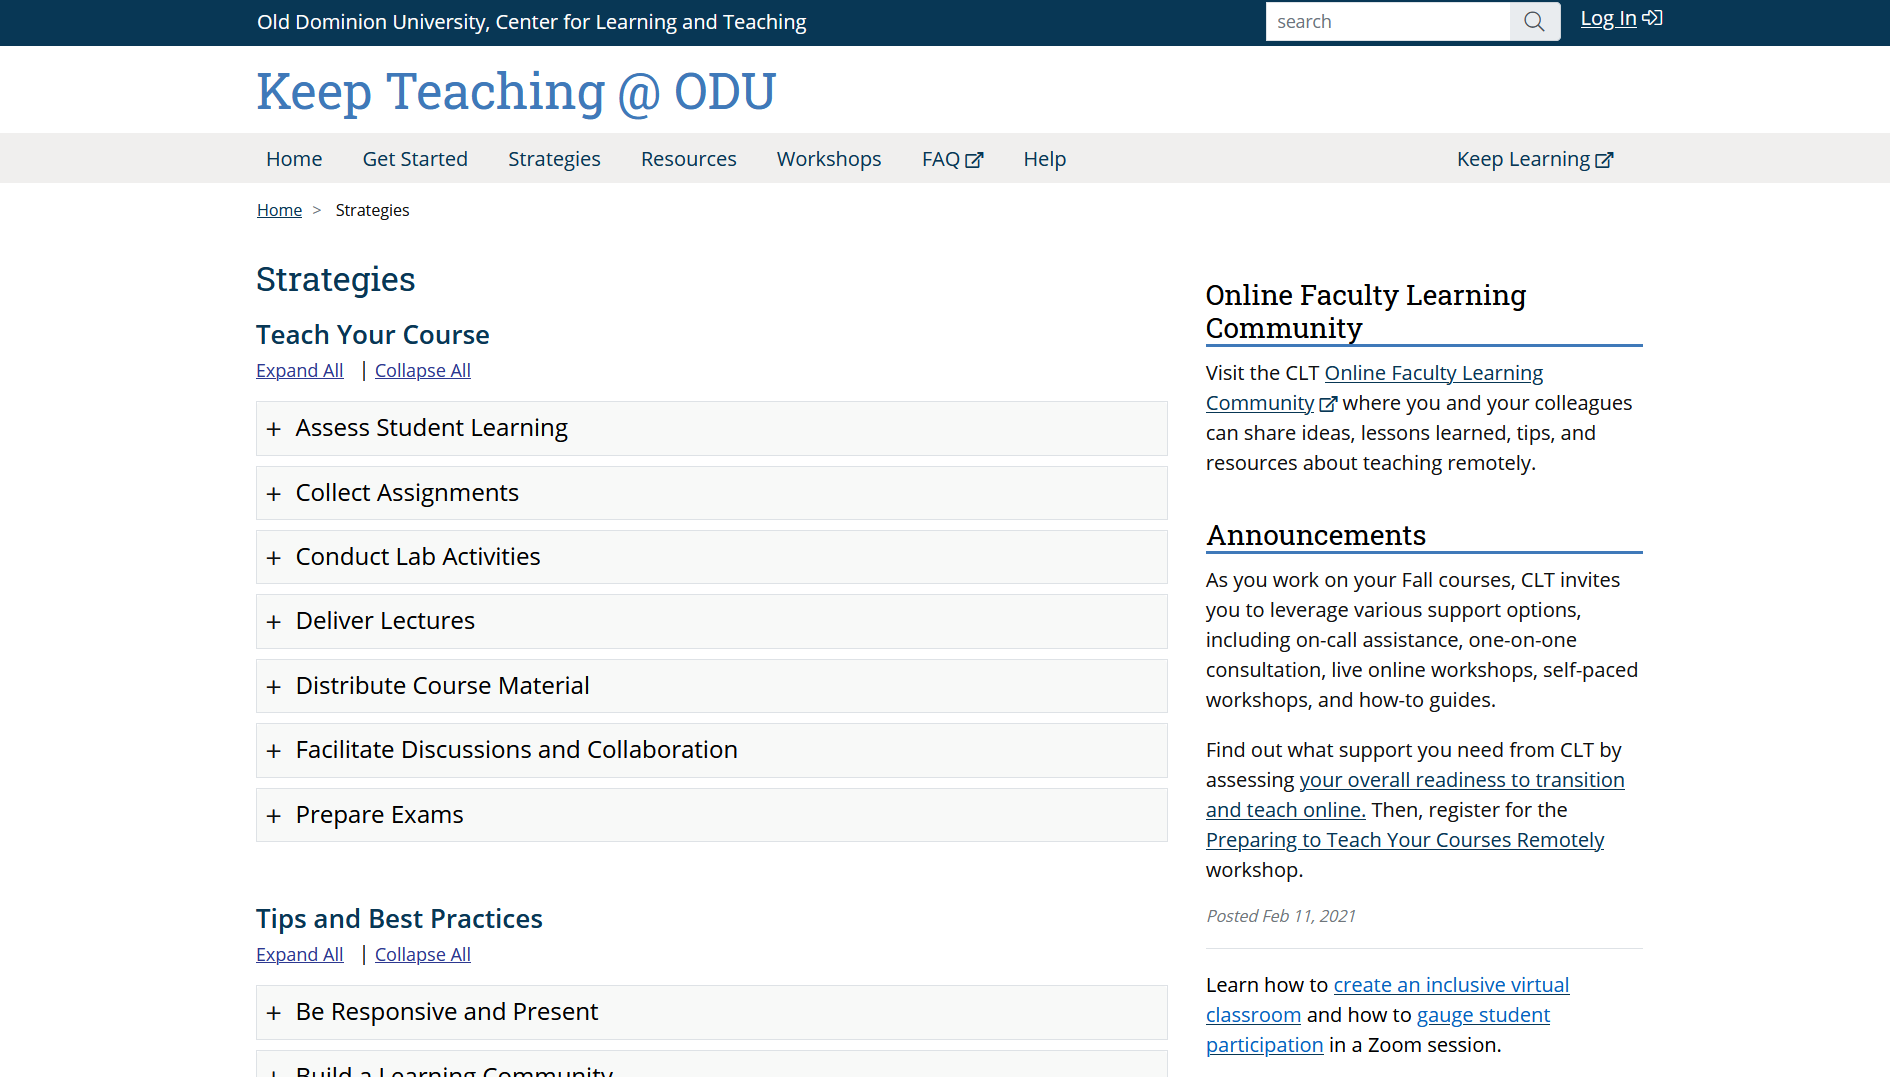 Old Dominion University, Center for Learning and Teaching
search
Log In
Keep Teaching @ ODU
Home
Get Started
Strategies
Resources
Workshops
FAQ
Help
Keep Learning
Home > Strategies
Strategies
Teach Your Course
Expand All | Collapse All
+ Assess Student Learning
+ Collect Assignments
+ Conduct Lab Activities
+ Deliver Lectures
+ Distribute Course Material
+ Facilitate Discussions and Collaboration
+ Prepare Exams
Tips and Best Practices
Expand All | Collapse All
+ Be Responsive and Present
+ Build a Learning Community
Online Faculty Learning
Community
Visit the CLT Online Faculty Learning
Community where you and your colleagues
can share ideas, lessons learned, tips, and
resources about teaching remotely.
Announcements
As you work on your Fall courses, CLT invites
you to leverage various support options,
including on-call assistance, one-on-one
consultation, live online workshops, self-paced
workshops, and how-to guides.
Find out what support you need from CLT by
assessing your overall readiness to transition
and teach online. Then, register for the
Preparing to Teach Your Courses Remotely
workshop.
Posted Feb 11, 2021
Learn how to create an inclusive virtual
classroom and how to gauge student
participation in a Zoom session.